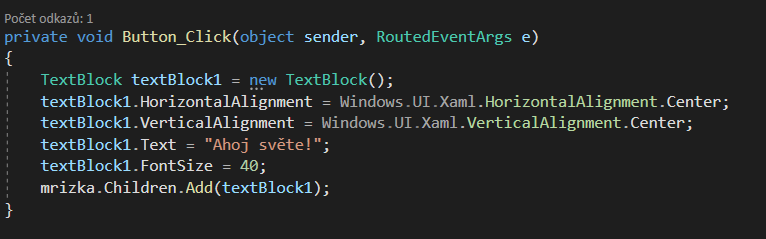 Počet odkazů: 1
private void Button_Click(object sender, RoutedEventArgs e)
{
    TextBlock textBlock1 = new TextBlock();
    textBlock1.HorizontalAlignment = Windows.UI.Xaml.HorizontalAlignment.Center;
    textBlock1.VerticalAlignment = Windows.UI.Xaml.VerticalAlignment.Center;
    textBlock1.Text = "Ahoj světe!";
    textBlock1.FontSize = 40;
    mrizka.Children.Add(textBlock1);
}